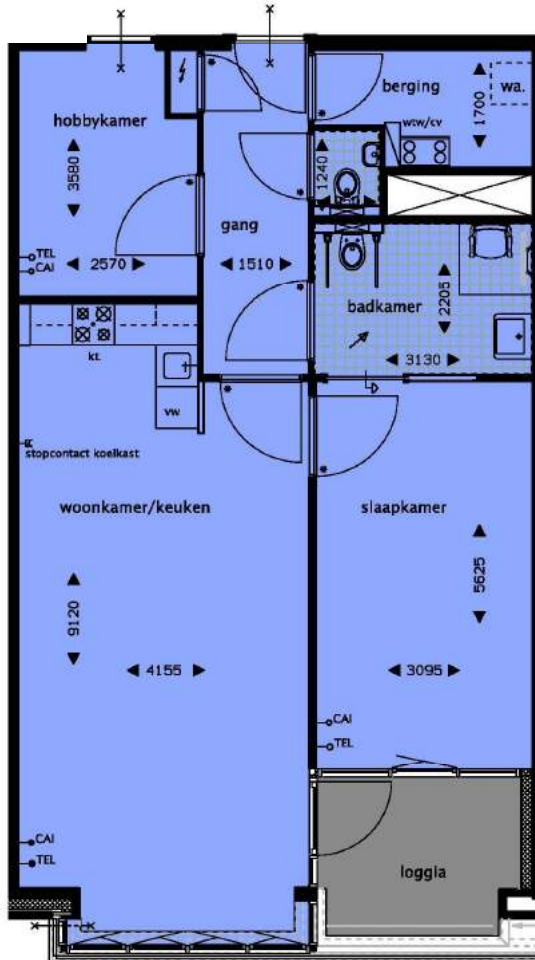 hobbykamer
berging
wa.
1700
wtw/cv
3580
1240
gang
TEL
CAI
2570
1510
badkamer
2205
3130
kt.
vw
stopcontact koelkast
woonkamer/keuken
slaapkamer
9120
5625
4155
3095
CAI
TEL
CAI
TEL
loggia